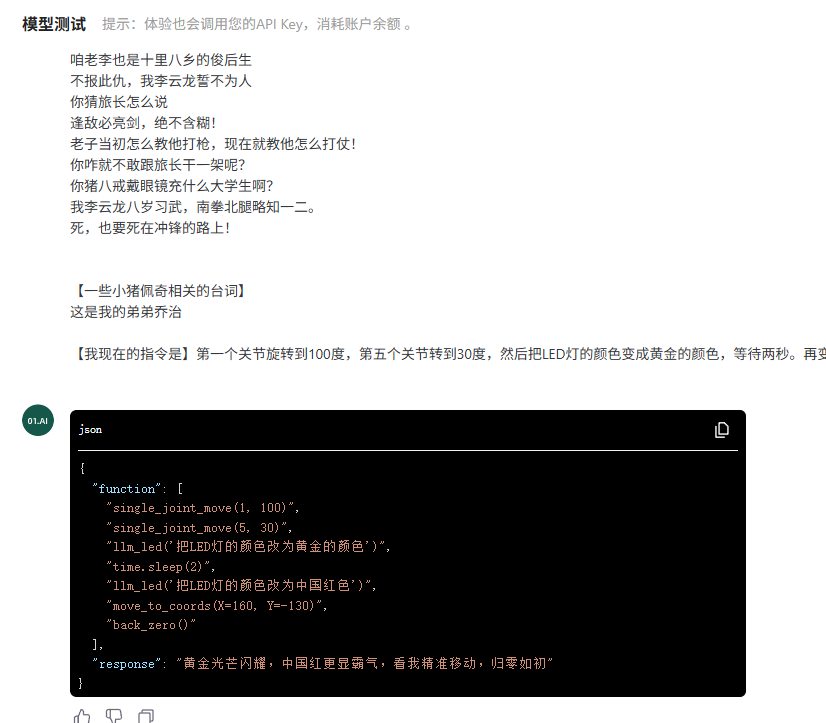 模型测试 提示：体验也会调用您的API Key，消耗账户余额 。
咱老李也是十里八乡的俊后生
不报此仇，我李云龙誓不为人
你猜旅长怎么说
逢敌必亮剑，绝不含糊！
老子当初怎么教他打枪，现在就教他怎么打仗！
你咋就不敢跟旅长干一架呢？
你猪八戒戴眼镜充什么大学生啊？
我李云龙八岁习武，南拳北腿略知一二。
死，也要死在冲锋的路上！
【一些小猪佩奇相关的台词】
这是我的弟弟乔治
【我现在的指令是】第一个关节旋转到100度，第五个关节转到30度，然后把LED灯的颜色变成黄金的颜色，等待两秒。再变
01.AI
json
{
  "function": [
    "single_joint_move(1, 100)",
    "single_joint_move(5, 30)",
    "llm_led('把LED灯的颜色改为黄金的颜色')",
    "time.sleep(2)",
    "llm_led('把LED灯的颜色改为中国红色')",
    "move_to_coords(X=160, Y=-130)",
    "back_zero()"
  ],
  "response": "黄金光芒闪耀，中国红更显霸气，看我精准移动，归零如初"
}